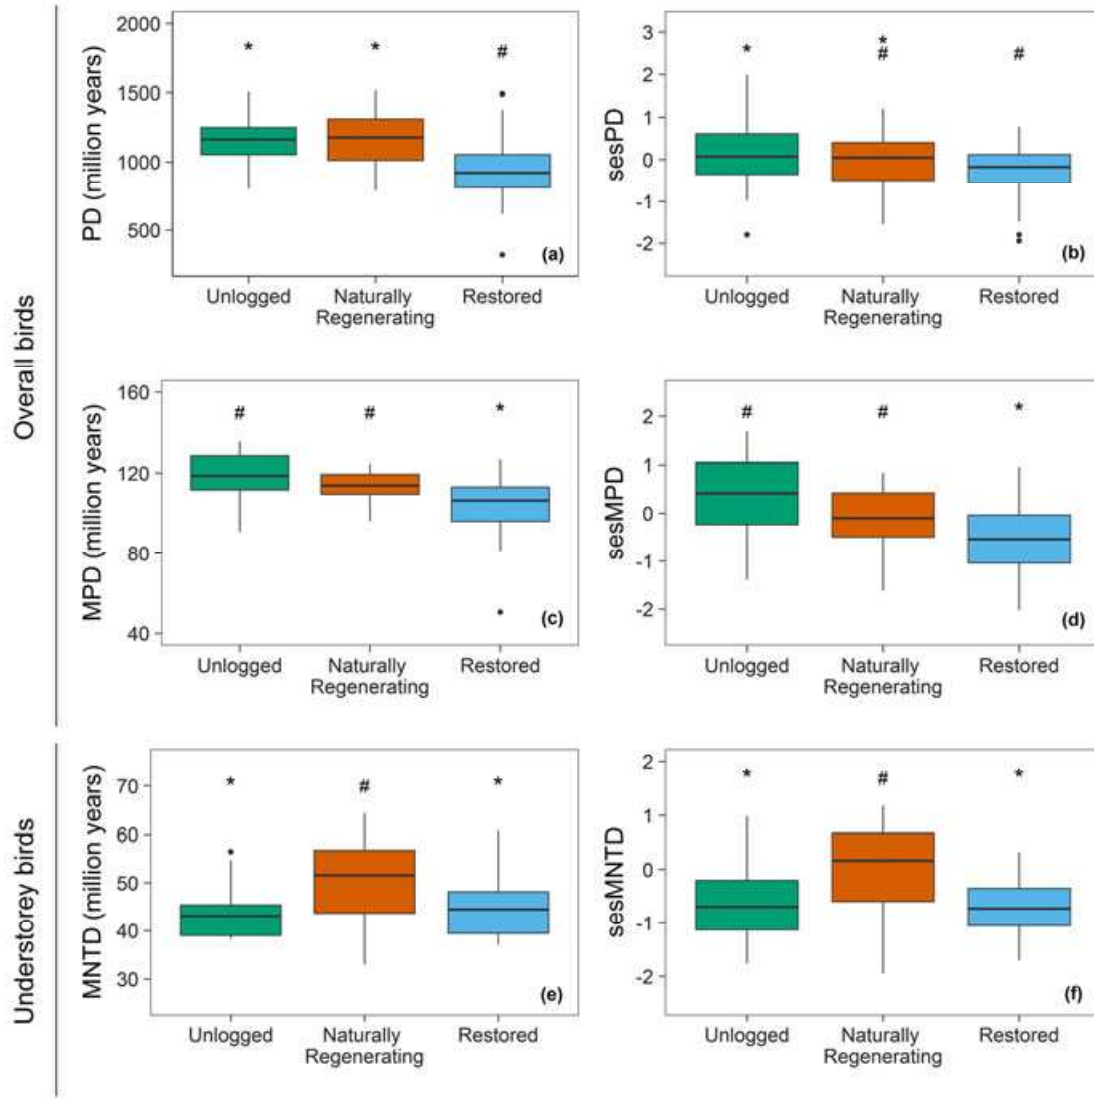 Overall birds
PD (million years)
2000
1500
1000
500
*
*
#
(a)
Unlogged
Naturally
Regenerating
Restored
sesPD
3
2
1
0
-1
-2
*
*
#
#
(b)
Unlogged
Naturally
Regenerating
Restored
MPD (million years)
160
120
80
40
#
#
*
(c)
Unlogged
Naturally
Regenerating
Restored
sesMPD
2
1
0
-1
-2
#
#
*
(d)
Unlogged
Naturally
Regenerating
Restored
Understorey birds
MNTD (million years)
70
60
50
40
30
*
#
*
(e)
Unlogged
Naturally
Regenerating
Restored
sesMNTD
2
1
0
-1
-2
*
#
*
(f)
Unlogged
Naturally
Regenerating
Restored